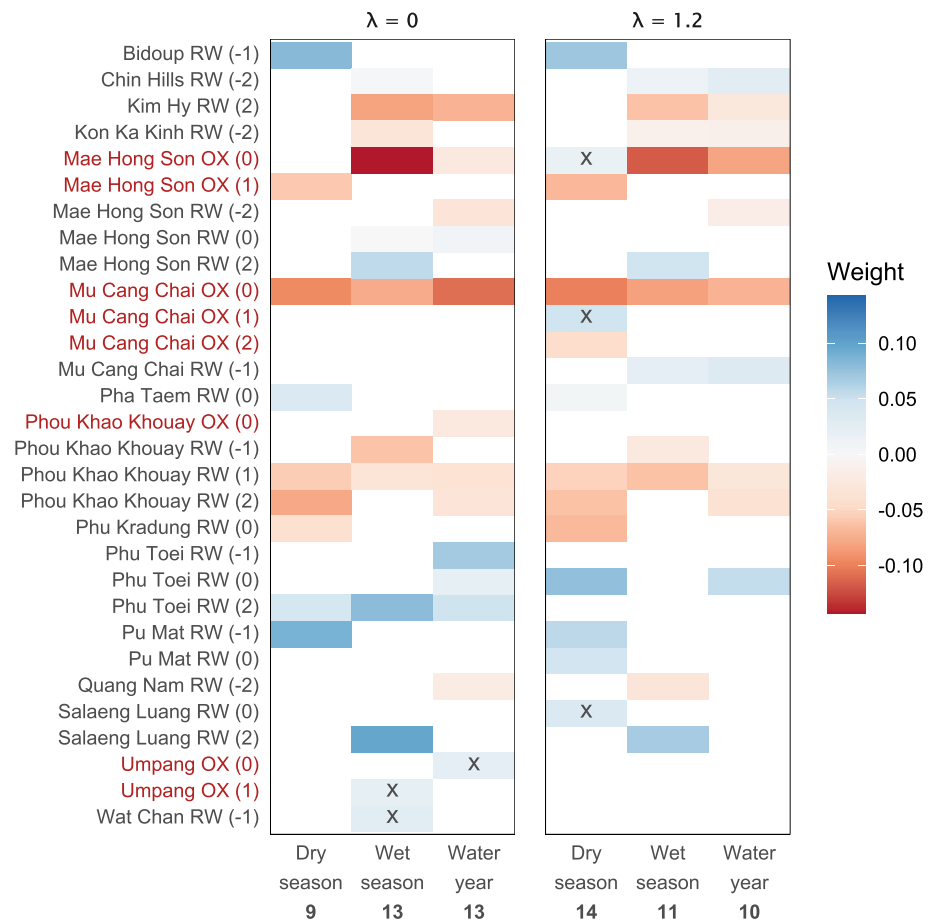 λ = 0
λ = 1.2
Bidoup RW (-1)
Chin Hills RW (-2)
Kim Hy RW (2)
Kon Ka Kinh RW (-2)
Mae Hong Son OX (0)
x
Mae Hong Son OX (1)
Mae Hong Son RW (-2)
Mae Hong Son RW (0)
Mae Hong Son RW (2)
Mu Cang Chai OX (0)
Mu Cang Chai OX (1)
x
Mu Cang Chai OX (2)
Mu Cang Chai RW (-1)
Pha Taem RW (0)
Phou Khao Khouay OX (0)
Phou Khao Khouay RW (-1)
Phou Khao Khouay RW (1)
Phou Khao Khouay RW (2)
Phu Kradung RW (0)
Phu Toei RW (-1)
Phu Toei RW (0)
Phu Toei RW (2)
Pu Mat RW (-1)
Pu Mat RW (0)
Quang Nam RW (-2)
Salaeng Luang RW (0)
x
Salaeng Luang RW (2)
Umpang OX (0)
x
Umpang OX (1)
x
Wat Chan RW (-1)
x
Dry
season
9
Wet
season
13
Water
year
13
Dry
season
14
Wet
season
11
Water
year
10
Weight
0.10
0.05
0.00
-0.05
-0.10